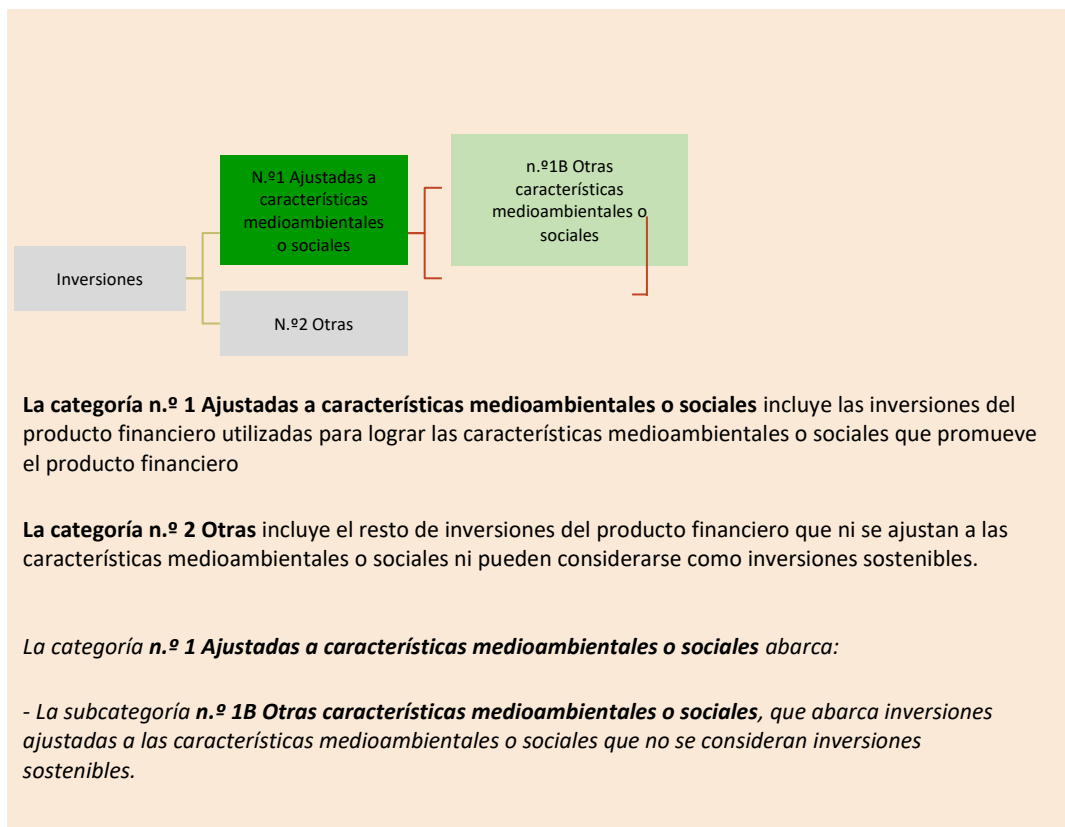 n.º1B Otras
características
medioambientales o
sociales
N.º1 Ajustadas a
características
medioambientales
o sociales
Inversiones
N.º2 Otras
La categoría n.º 1 Ajustadas a características medioambientales o sociales incluye las inversiones del
producto financiero utilizadas para lograr las características medioambientales o sociales que promueve
el producto financiero
La categoría n.º 2 Otras incluye el resto de inversiones del producto financiero que ni se ajustan a las
características medioambientales o sociales ni pueden considerarse como inversiones sostenibles.
La categoría n.º 1 Ajustadas a características medioambientales o sociales abarca:
- La subcategoría n.º 1B Otras características medioambientales o sociales, que abarca inversiones
ajustadas a las características medioambientales o sociales que no se consideran inversiones
sostenibles.